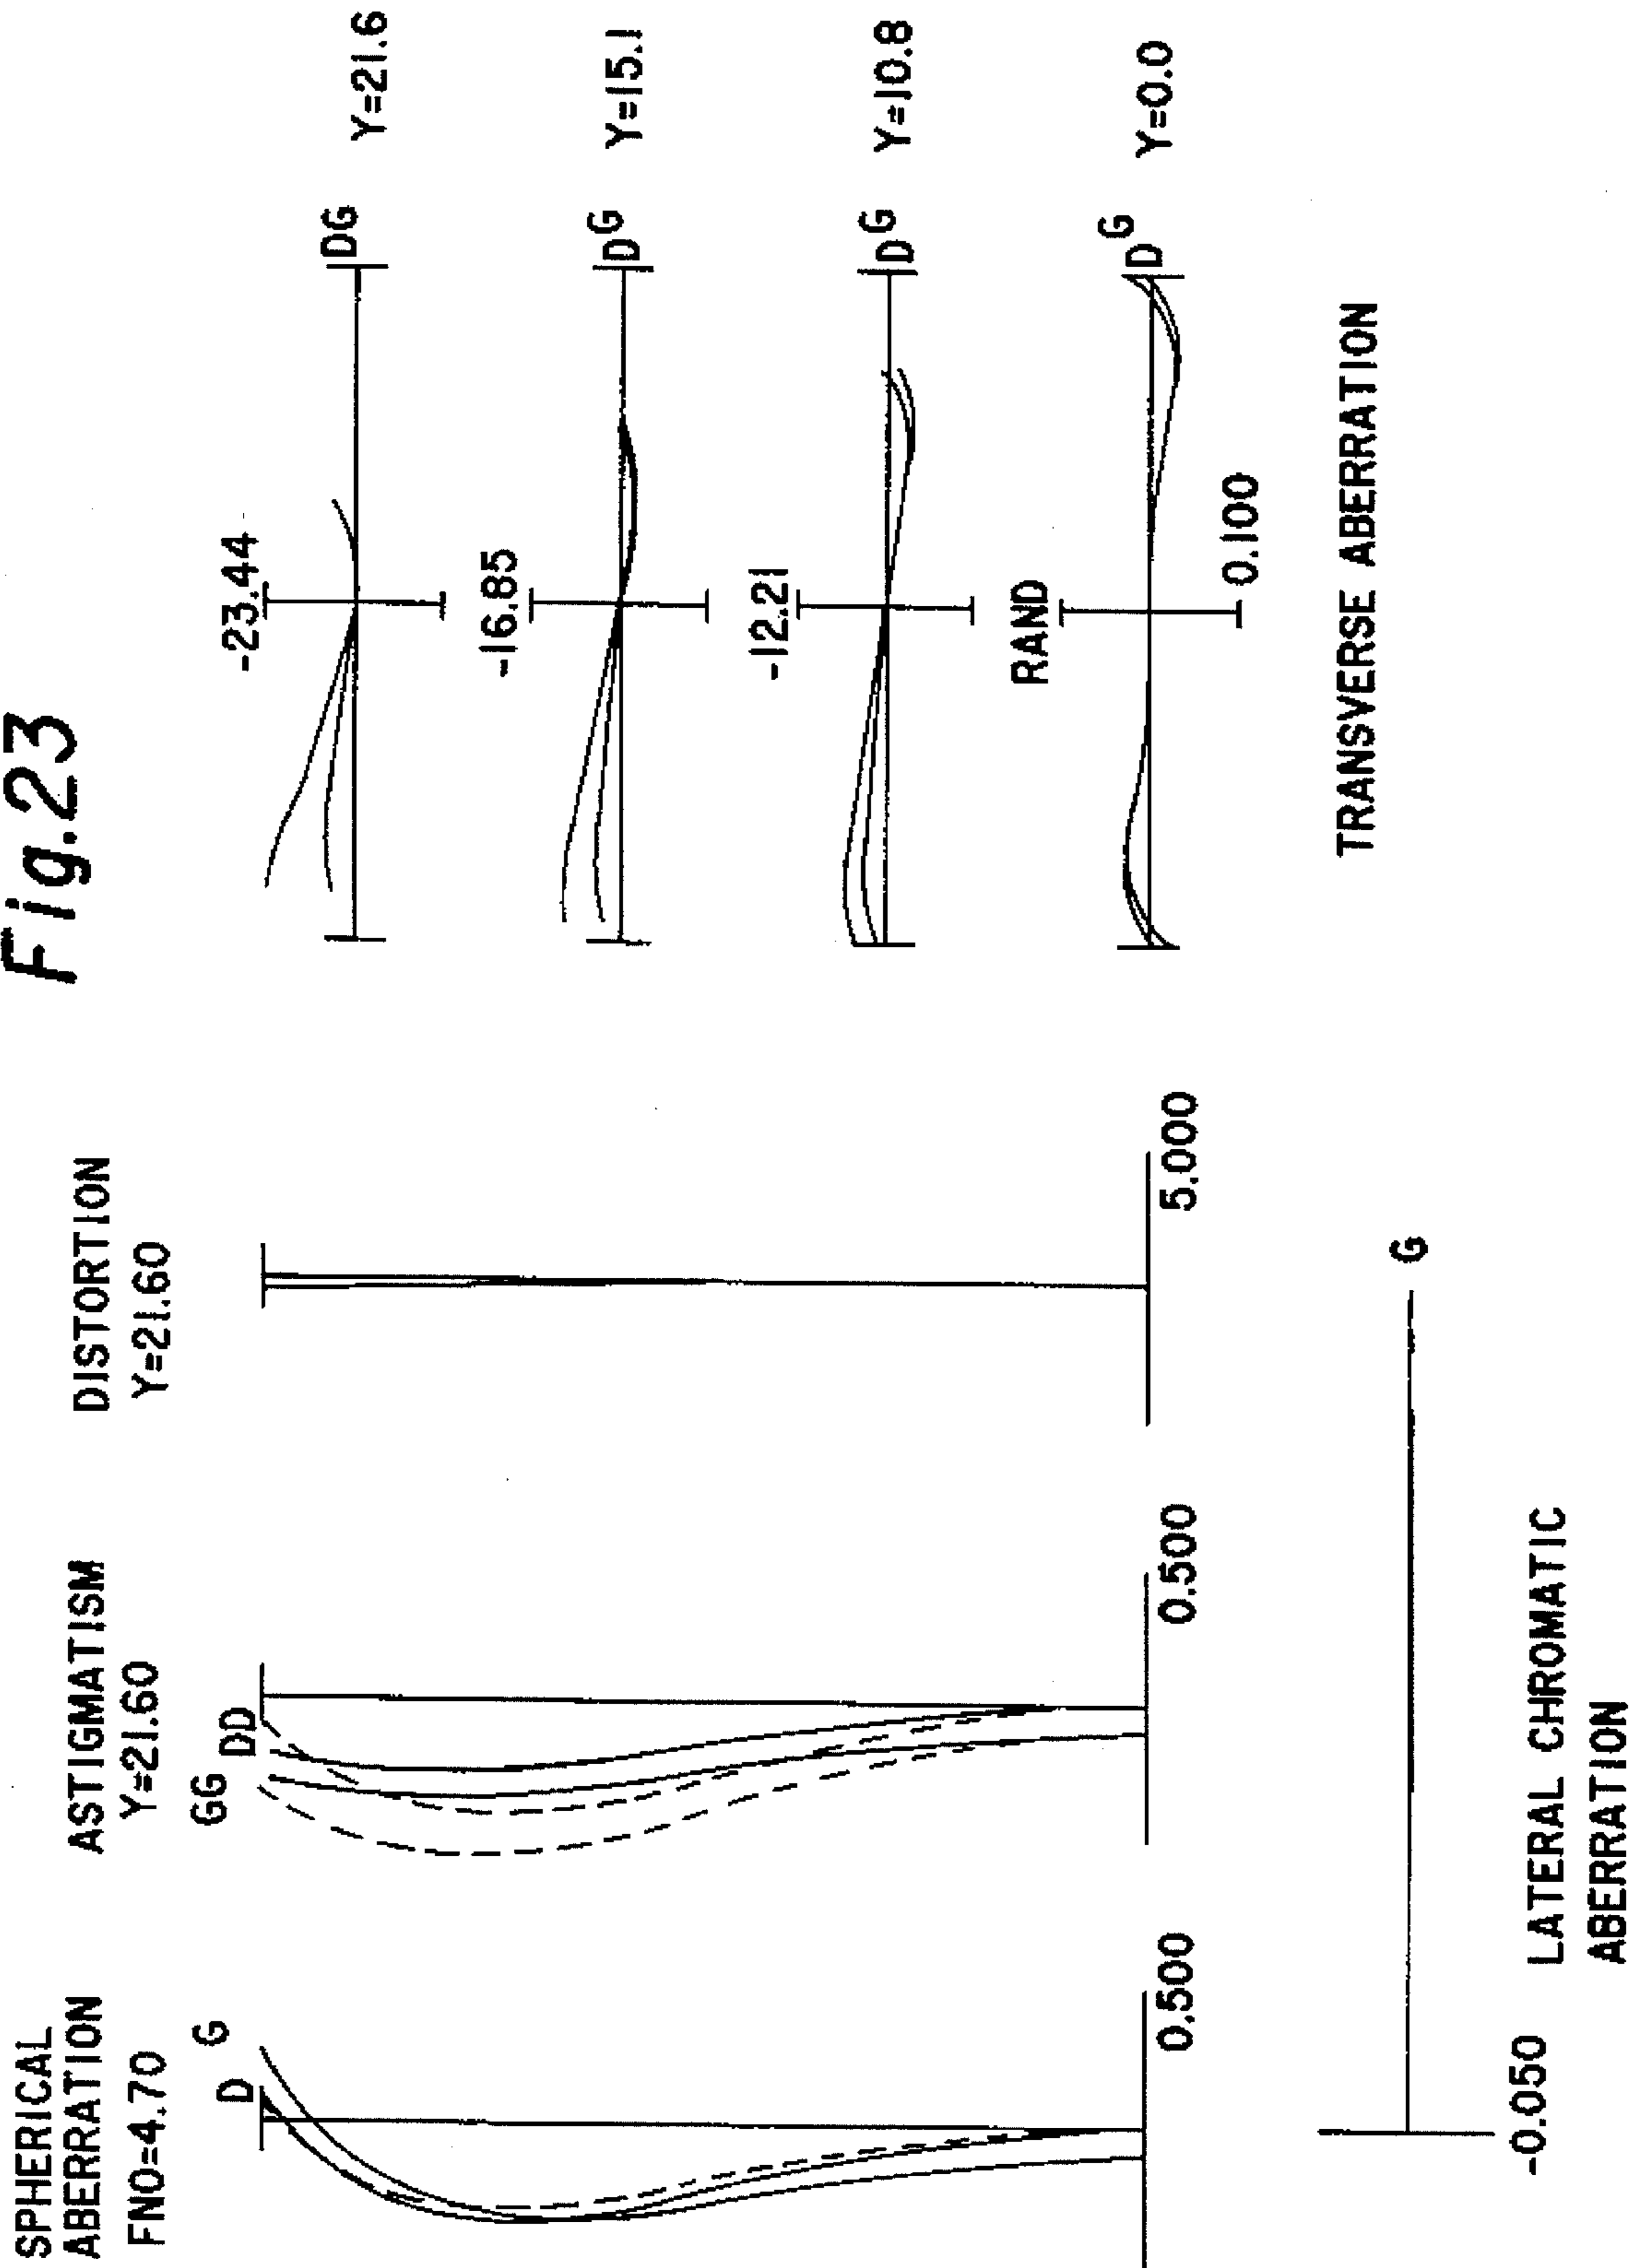 Fig.23
SPHERICAL
ABERRATION
FNO=4.70
D
G
0.500
ASTIGMATISM
Y=21.60
GG
DD
0.500
DISTORTION
Y=21.60
5.000
-23.44
DG
Y=21.6
-16.85
DG
Y=15.1
-12.21
DG
Y=10.8
RAND
DG
Y=0.0
0.100
TRANSVERSE ABERRATION
G
-0.050
LATERAL CHROMATIC
ABERRATION